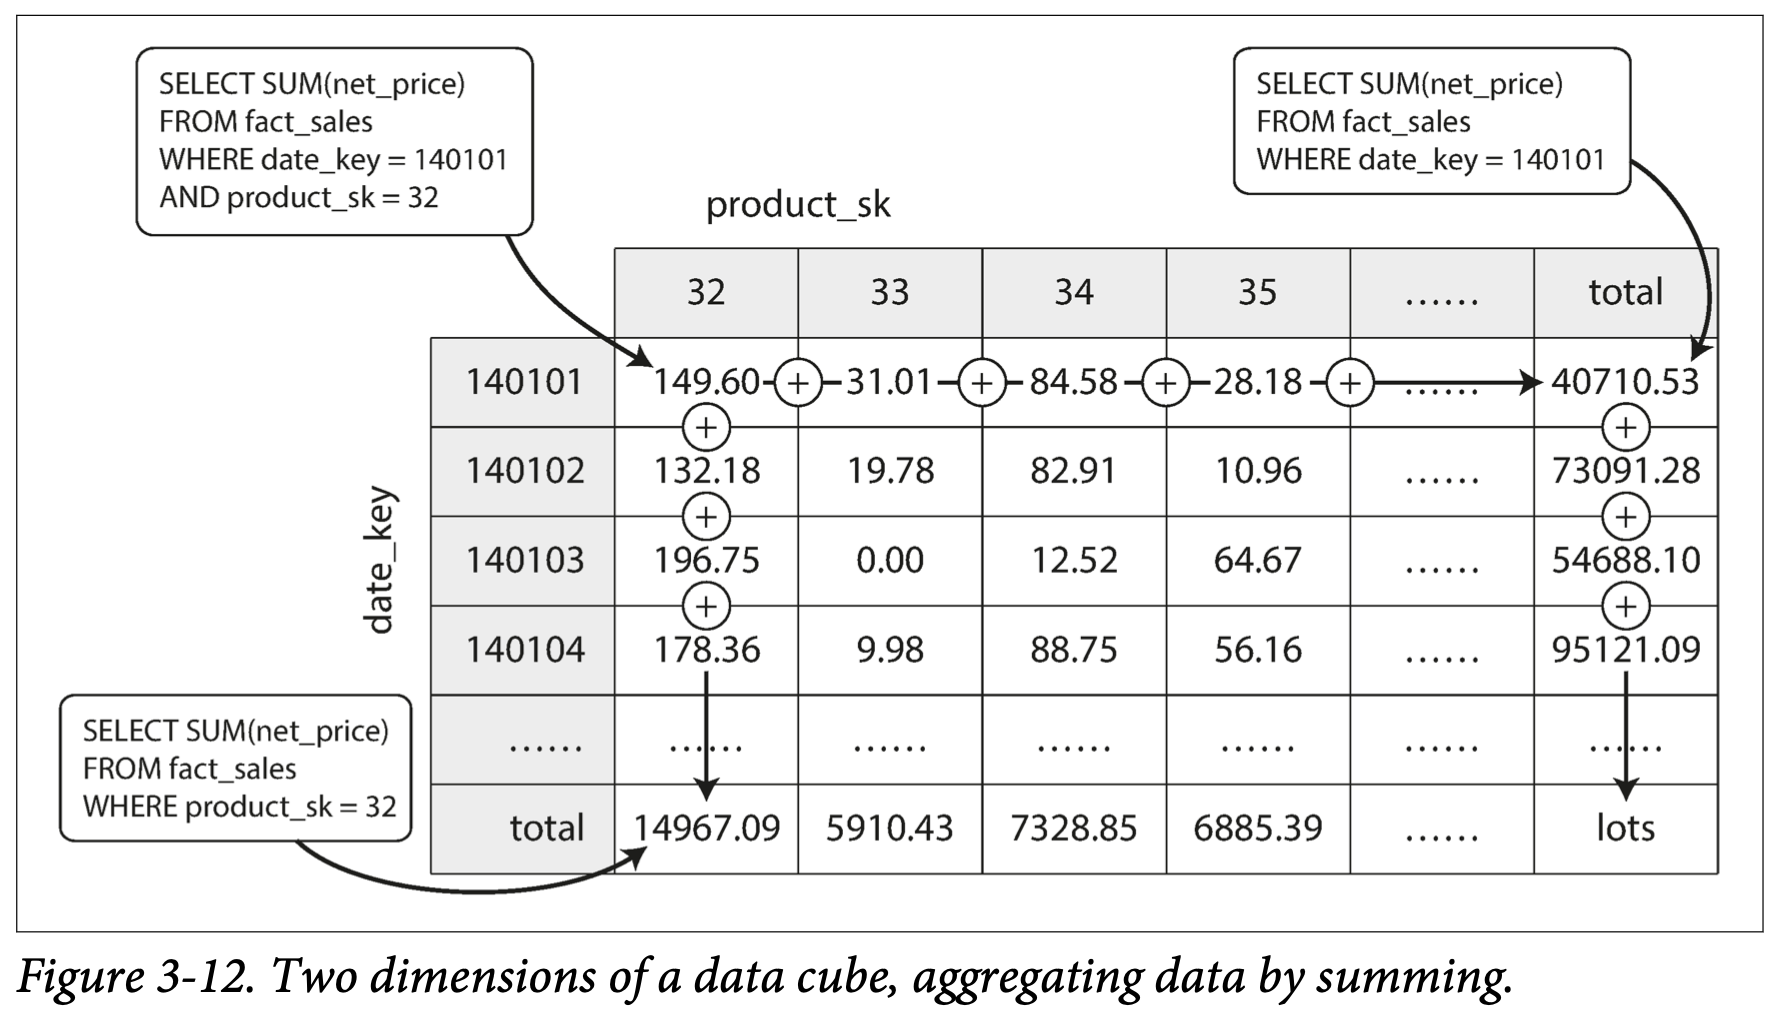 SELECT SUM(net_price)
FROM fact_sales
WHERE date_key = 140101
AND product_sk = 32
SELECT SUM(net_price)
FROM fact_sales
WHERE date_key = 140101
product_sk
32 33 34 35 ...... total
date_key
140101 149.60 + 31.01 + 84.58 + 28.18 + ...... 40710.53
+ +
140102 132.18 19.78 82.91 10.96 ...... 73091.28
+ +
140103 196.75 0.00 12.52 64.67 ...... 54688.10
+ +
140104 178.36 9.98 88.75 56.16 ...... 95121.09
...... ...... ...... ...... ...... ...... ......
total 14967.09 5910.43 7328.85 6885.39 ...... lots
SELECT SUM(net_price)
FROM fact_sales
WHERE product_sk = 32
Figure 3-12. Two dimensions of a data cube, aggregating data by summing.